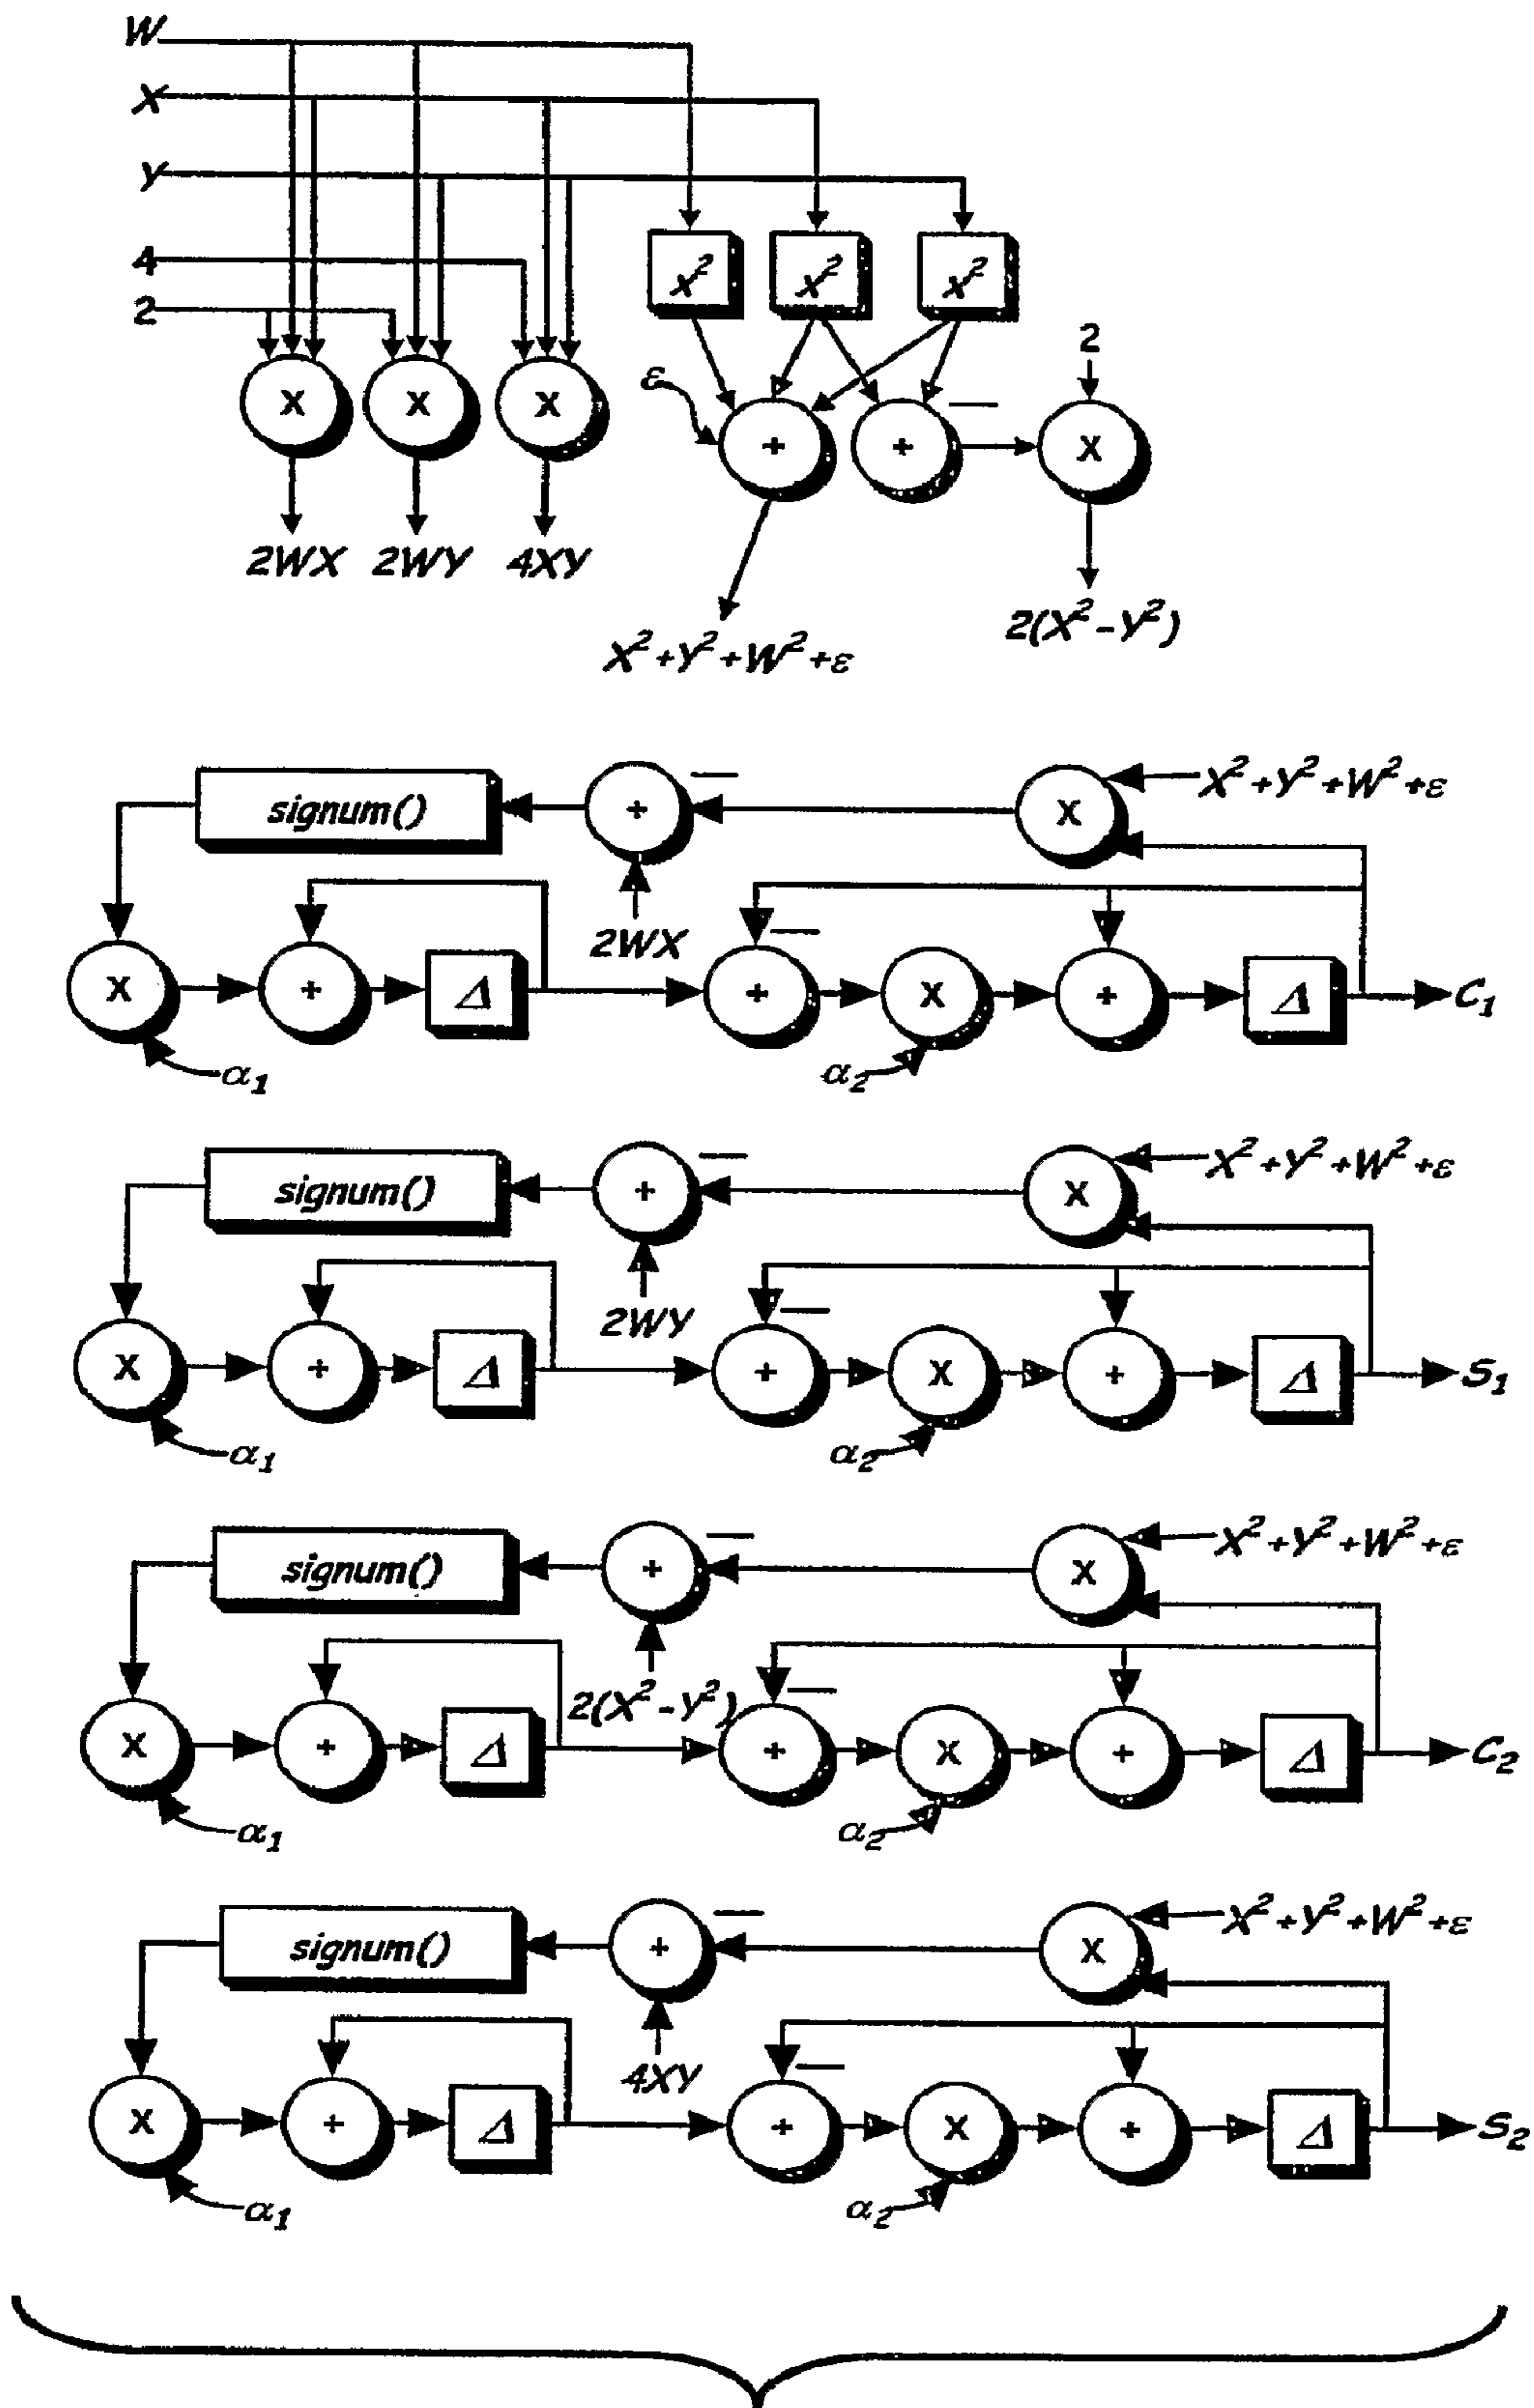 W
X
Y
4
2
x²
x²
x²
2
ε
X
X
X
+
+
X
2WX
2WY
4XY
2(X²-Y²)
X²+Y²+W²+ε
signum()
+
X
X²+Y²+W²+ε
2WX
X
+
Δ
+
X
+
Δ
C₁
α₁
α₂
signum()
+
X
X²+Y²+W²+ε
2WY
X
+
Δ
+
X
+
Δ
S₁
α₁
α₂
signum()
+
X
X²+Y²+W²+ε
2(X²-Y²)
X
+
Δ
+
X
+
Δ
C₂
α₁
α₂
signum()
+
X
X²+Y²+W²+ε
4XY
X
+
Δ
+
X
+
Δ
S₂
α₁
α₂